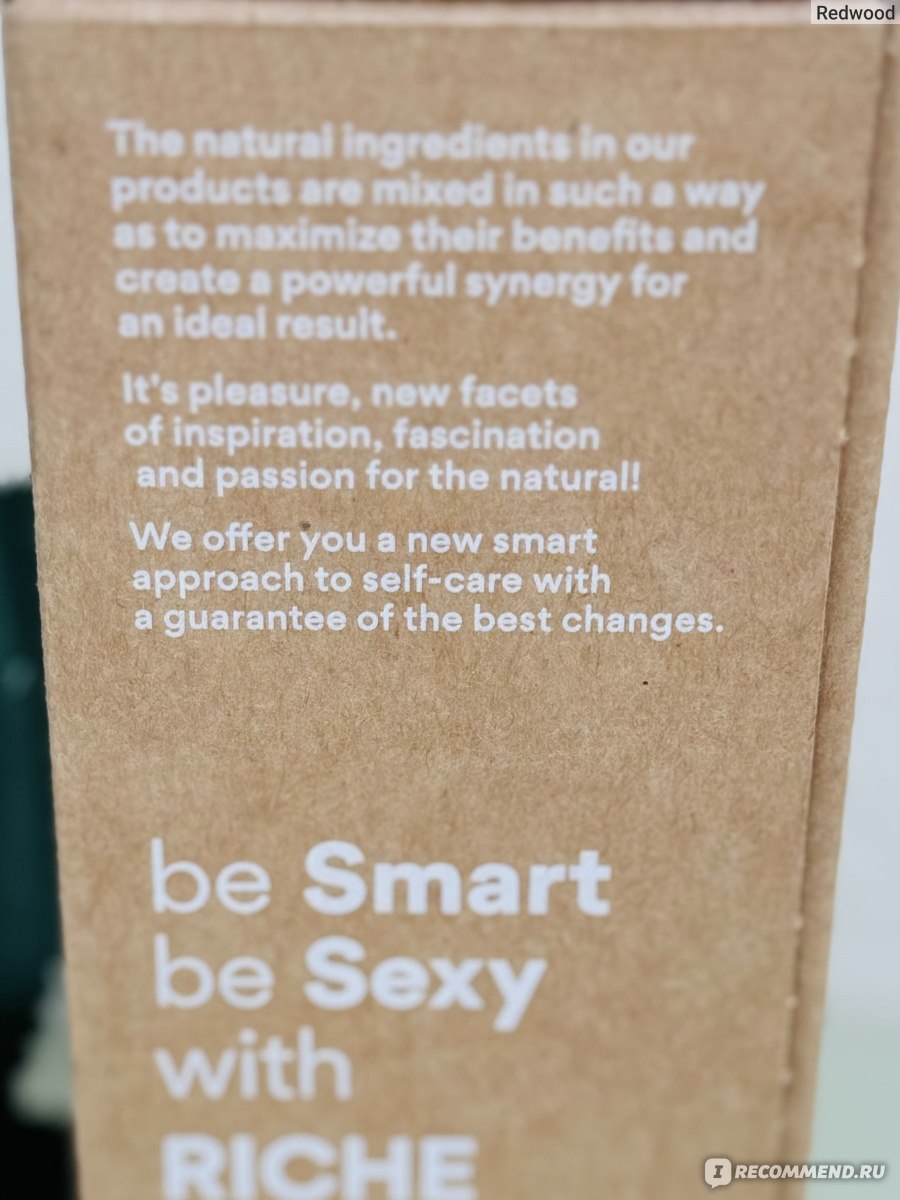 Redwood
The natural ingredients in our
products are mixed in such a way
as to maximize their benefits and
create a powerful synergy for
an ideal result.
It's pleasure, new facets
of inspiration, fascination
and passion for the natural!
We offer you a new smart
approach to self-care with
a guarantee of the best changes.
be Smart
be Sexy
with
RICHE
IRECOMMEND.RU